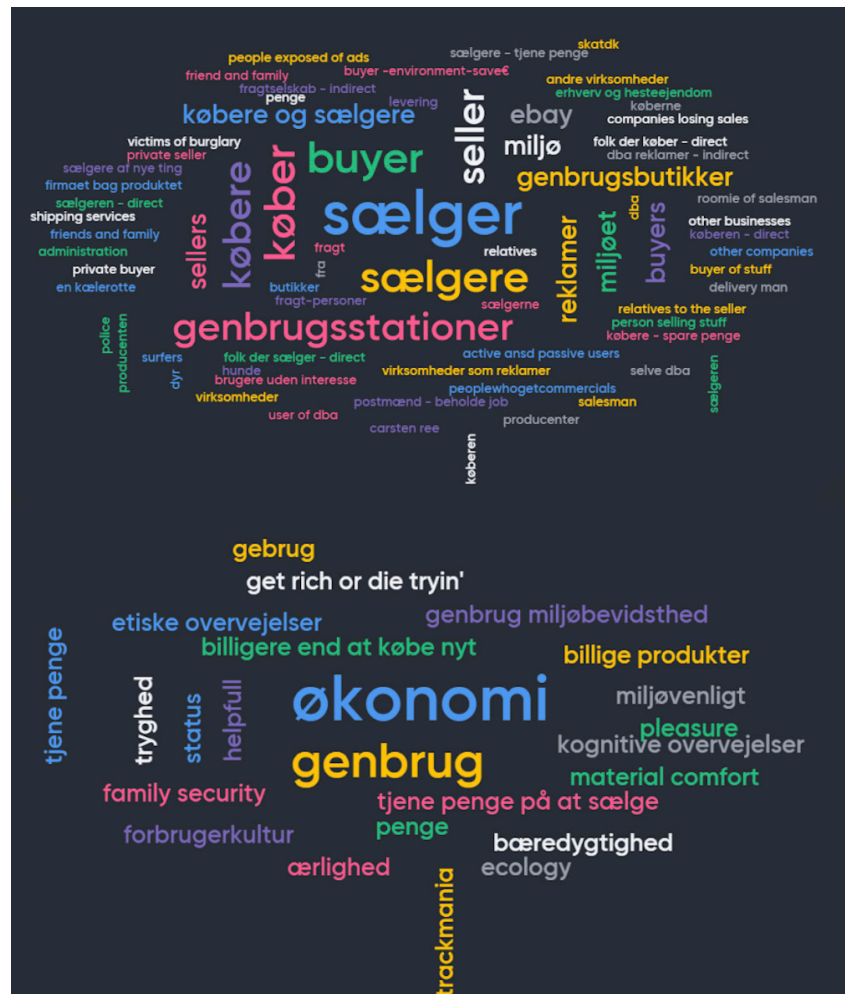 skatdk
people exposed of ads
sælgere - tjene penge
friend and family
buyer -environment-save€
fragtselskab - indirect
andre virksomheder
penge
levering
erhverv og hesteejendom
købere og sælgere
seller
ebay
køberne
companies losing sales
victims of burglary
private seller
køber
buyer
miljø
folk der køber - direct
dba reklamer - indirect
sælgere af nye ting
firmaet bag produktet
købere
genbrugsbutikker
sælgeren - direct
shipping services
sælger
dba
roomie of salesman
friends and family
sellers
reklamer
miljøet
buyers
other businesses
køberen - direct
administration
fragt
relatives
other companies
private buyer
fra
sælgere
buyer of stuff
en kælerotte
butikker
delivery man
fragt-personer
sælgerne
relatives to the seller
police
producenten
genbrugsstationer
person selling stuff
købere - spare penge
surfers
folk der sælger - direct
active ansd passive users
dyr
hunde
virksomheder som reklamer
selve dba
sælgeren
brugere uden interesse
peoplewhogetcommercials
virksomheder
postmænd - beholde job
salesman
user of dba
producenter
carsten ree
køberen
gebrug
get rich or die tryin'
etiske overvejelser
genbrug miljøbevidsthed
tjene penge
billigere end at købe nyt
billige produkter
tryghed
status
helpfull
økonomi
miljøvenligt
pleasure
genbrug
kognitive overvejelser
material comfort
family security
tjene penge på at sælge
forbrugerkultur
penge
bæredygtighed
ærlighed
ecology
trackmania